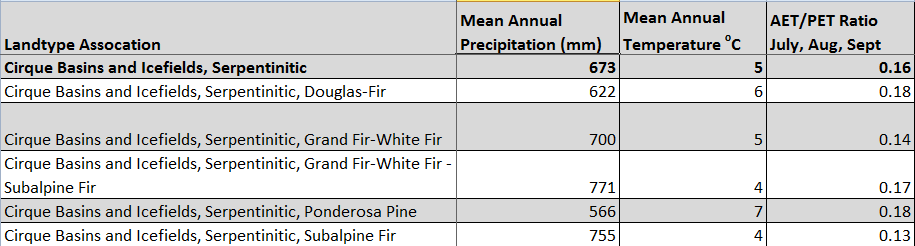 Landtype Assocation Mean Annual Precipitation (mm) Mean Annual Temperature °C AET/PET Ratio July, Aug, Sept
Cirque Basins and Icefields, Serpentinitic 673 5 0.16
Cirque Basins and Icefields, Serpentinitic, Douglas-Fir 622 6 0.18
Cirque Basins and Icefields, Serpentinitic, Grand Fir-White Fir 700 5 0.14
Cirque Basins and Icefields, Serpentinitic, Grand Fir-White Fir -
Subalpine Fir 771 4 0.17
Cirque Basins and Icefields, Serpentinitic, Ponderosa Pine 566 7 0.18
Cirque Basins and Icefields, Serpentinitic, Subalpine Fir 755 4 0.13